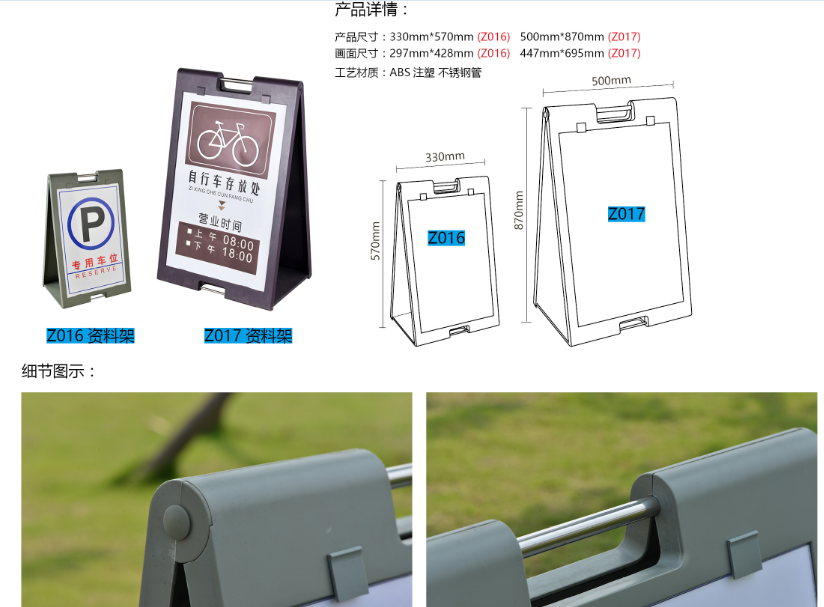 产品详情：
产品尺寸：330mm*570mm (Z016) 500mm*870mm (Z017)
画面尺寸：297mm*428mm (Z016) 447mm*695mm (Z017)
工艺材质：ABS 注塑 不锈钢管
自行车存放处
ZI XING CHE CUN FANG CHU
营业时间
上午 08:00
下午 18:00
P
专用车位
RESERVE
Z016 资料架
Z017 资料架
330mm
570mm
Z016
500mm
870mm
Z017
细节图示：